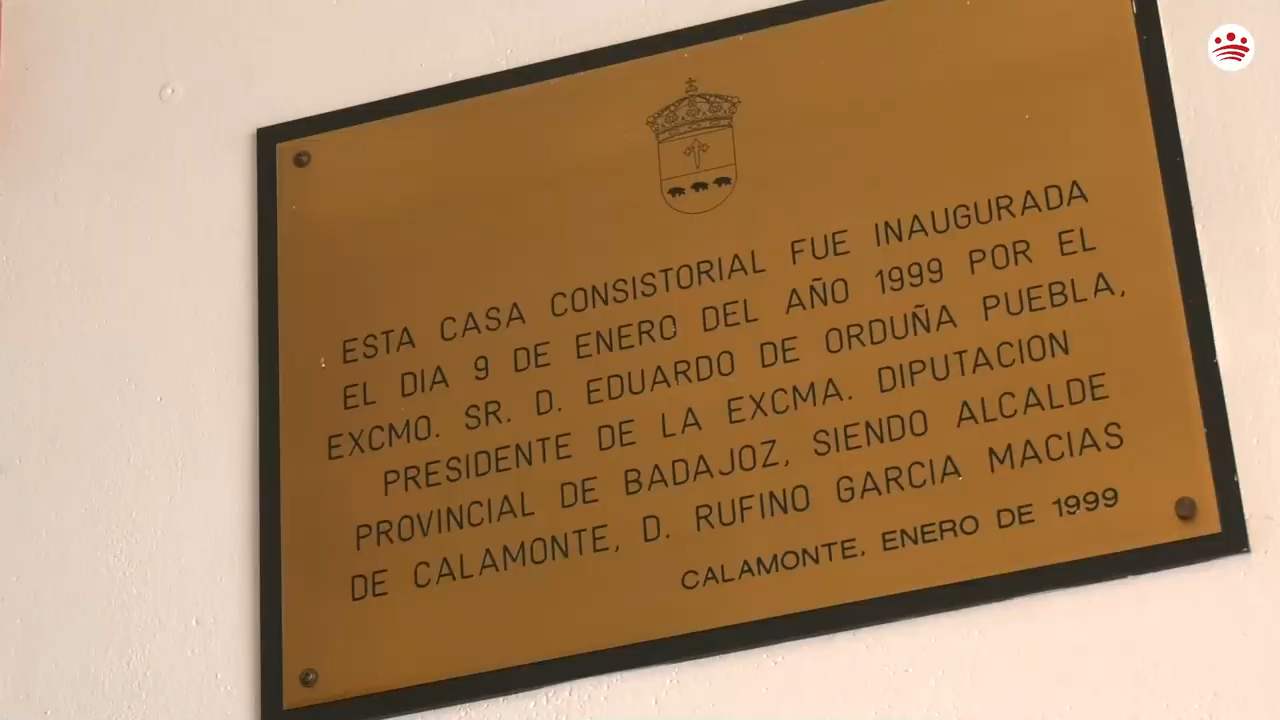 ESTA CASA CONSISTORIAL FUE INAUGURADA
EL DIA 9 DE ENERO DEL AÑO 1999 POR EL
EXCMO. SR. D. EDUARDO DE ORDUÑA PUEBLA,
PRESIDENTE DE LA EXCMA. DIPUTACION
PROVINCIAL DE BADAJOZ, SIENDO ALCALDE
DE CALAMONTE, D. RUFINO GARCIA MACIAS
CALAMONTE, ENERO DE 1999